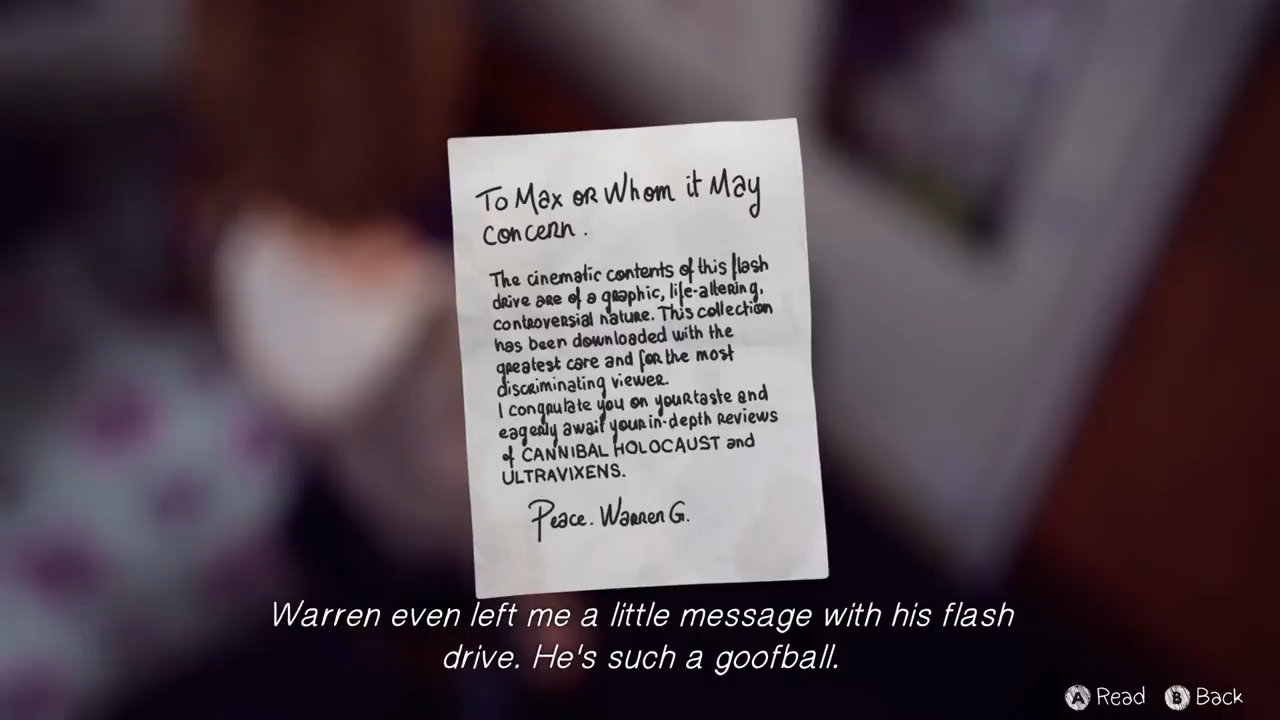 To Max or Whom it May
concern.
The cinematic contents of this flash
drive are of a graphic, life-altering,
controversial nature. This collection
has been downloaded with the
greatest care and for the most
discriminating viewer.
I congrulate you on your taste and
eagerly await your in-depth reviews
of CANNIBAL HOLOCAUST and
ULTRAVIXENS.
Peace. Warren G.
Warren even left me a little message with his flash
drive. He's such a goofball.
A Read B Back